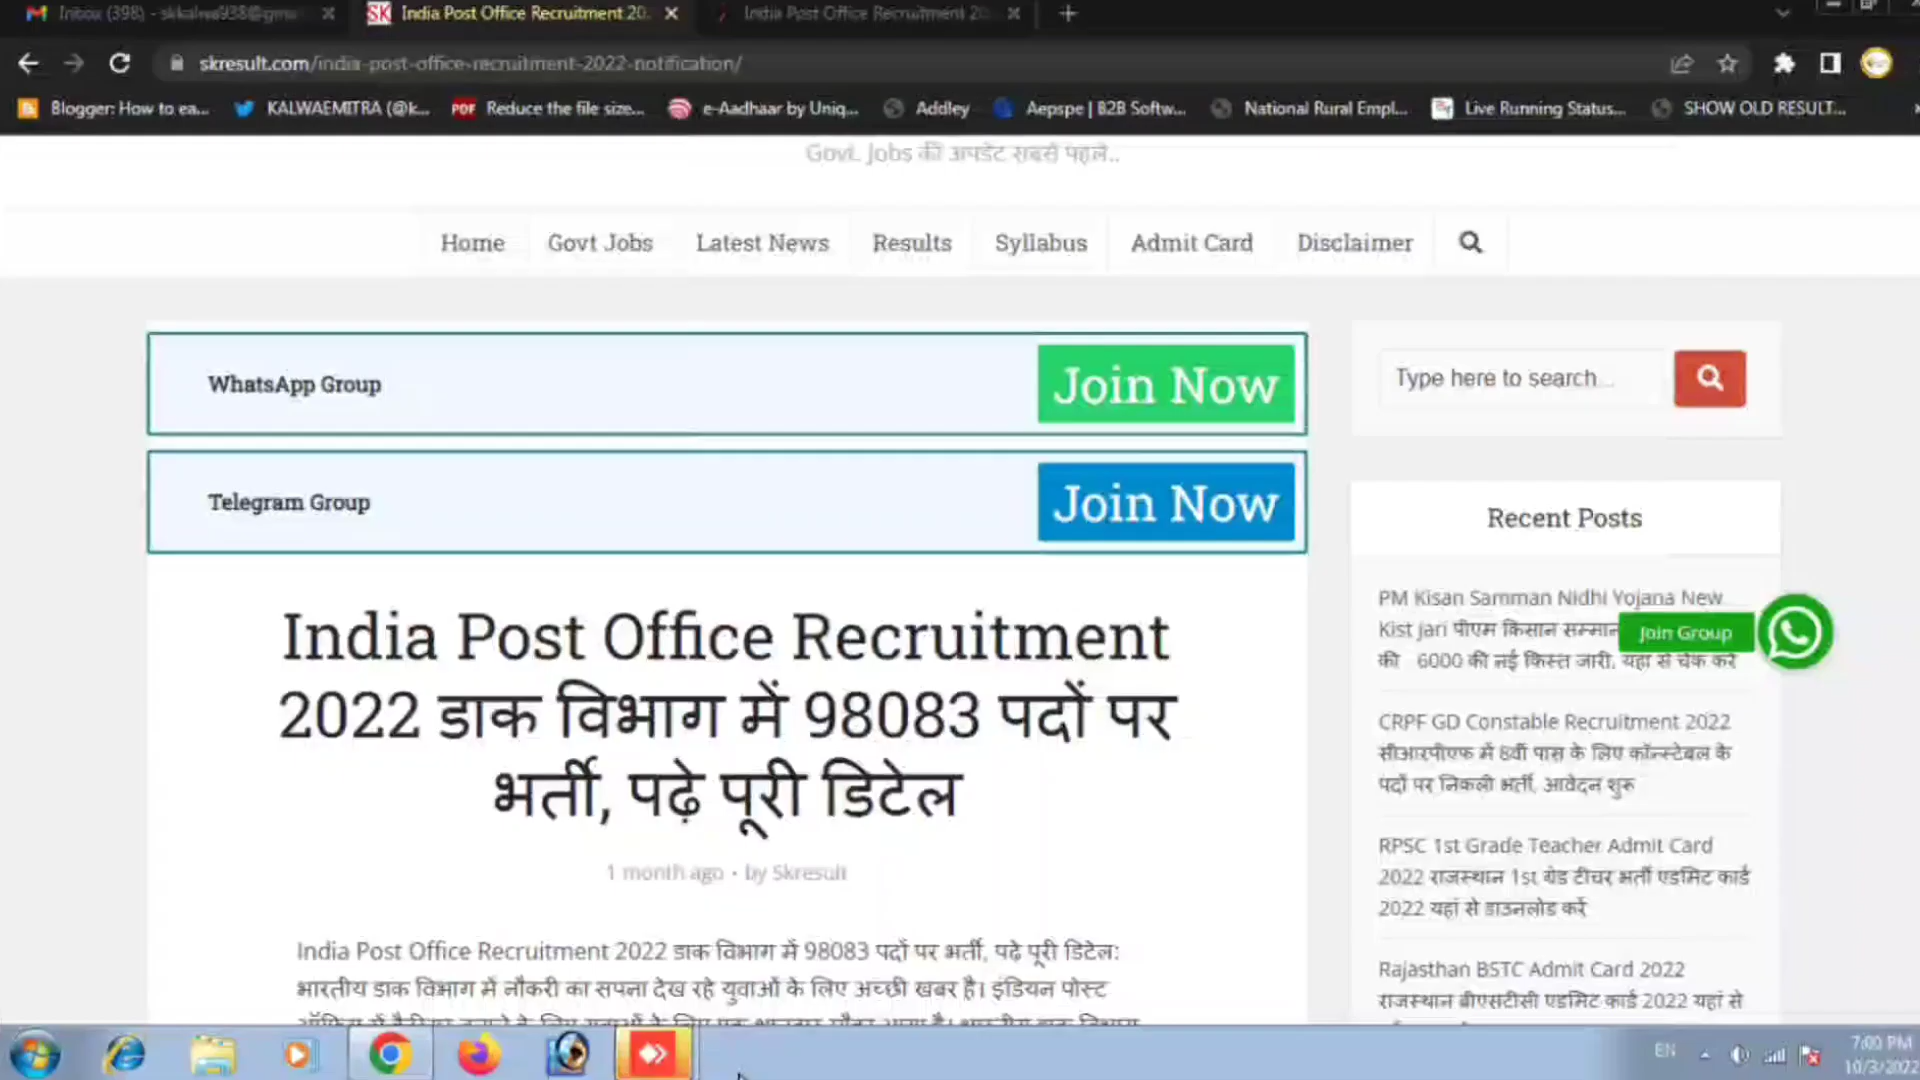 Inbox (398) - skkalwa938@gma
India Post Office Recruitment 20.
India Post Office Recruitment 20
skresult.com/india-post-office-recruitment-2022-notification/
Blogger: How to ea...
KALWAEMITRA (@k...
PDF Reduce the file size...
e-Aadhaar by Uniq...
Addley
Aepspe | B2B Softw...
National Rural Empl...
Live Running Status...
SHOW OLD RESULT...
Govt. Jobs की अपडेट सबसे पहले..
Home Govt Jobs Latest News Results Syllabus Admit Card Disclaimer
WhatsApp Group Join Now
Telegram Group Join Now
India Post Office Recruitment
2022 डाक विभाग में 98083 पदों पर
भर्ती, पढ़े पूरी डिटेल
1 month ago • by Skresult
India Post Office Recruitment 2022 डाक विभाग में 98083 पदों पर भर्ती, पढ़े पूरी डिटेल:
भारतीय डाक विभाग में नौकरी का सपना देख रहे युवाओं के लिए अच्छी खबर है। इंडियन पोस्ट
Type here to search...
Recent Posts
PM Kisan Samman Nidhi Yojana New
Kist Jari पीएम किसान सम्मान
की 6000 की नई किस्त जारी, यहां से चेक करें
Join Group
CRPF GD Constable Recruitment 2022
सीआरपीएफ में 8वीं पास के लिए कॉन्स्टेबल के
पदों पर निकली भर्ती, आवेदन शुरू
RPSC 1st Grade Teacher Admit Card
2022 राजस्थान 1st ग्रेड टीचर भर्ती एडमिट कार्ड
2022 यहां से डाउनलोड करें
Rajasthan BSTC Admit Card 2022
राजस्थान बीएसटीसी एडमिट कार्ड 2022 यहां से
EN
7:00 PM
10/3/2022